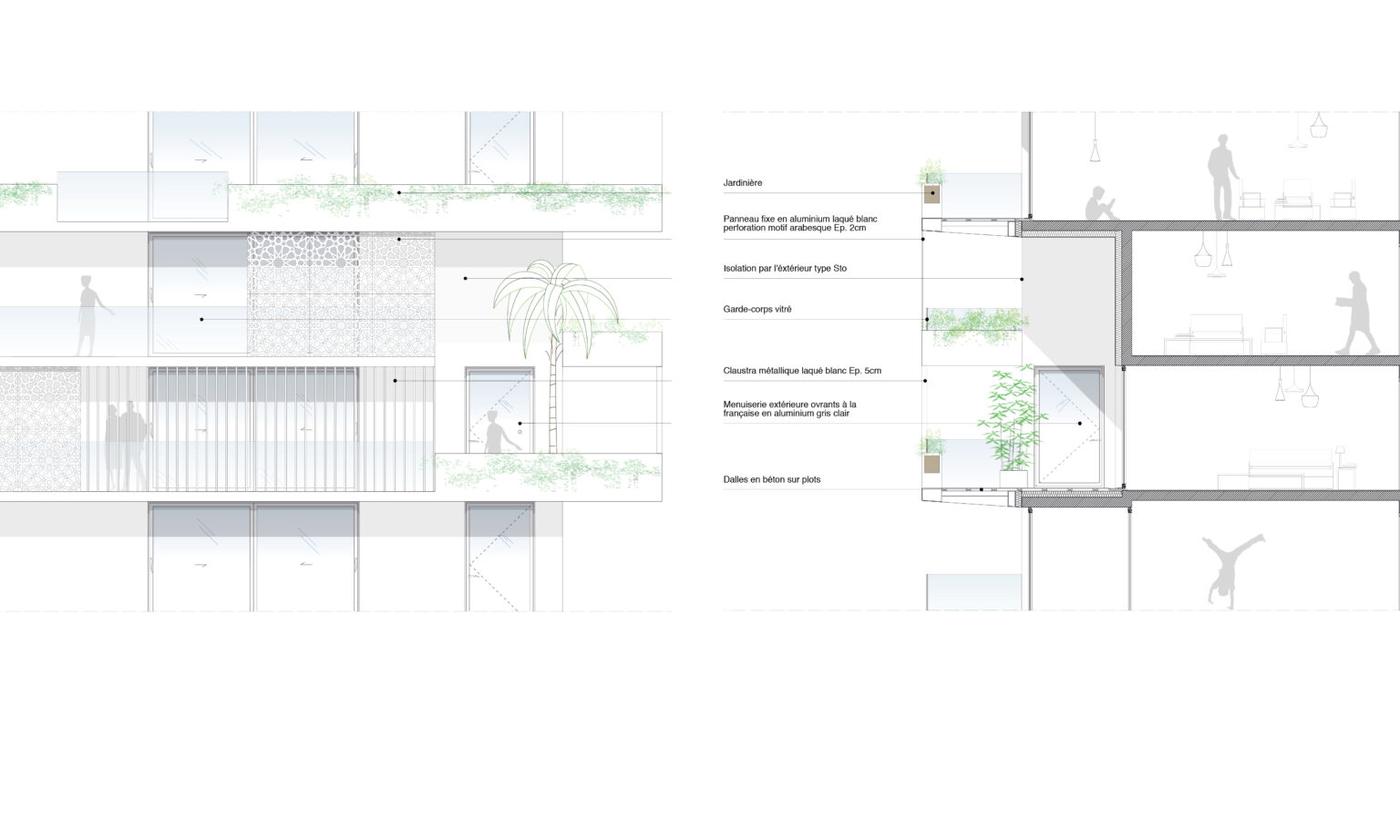 Jardinière
Panneau fixe en aluminium laqué blanc
perforation motif arabesque Ep. 2cm
Isolation par l'éxtérieur type Sto
Garde-corps vitré
Claustra métallique laqué blanc Ep. 5cm
Menuiserie extérieure ovrants à la
française en aluminium gris clair
Dalles en béton sur plots